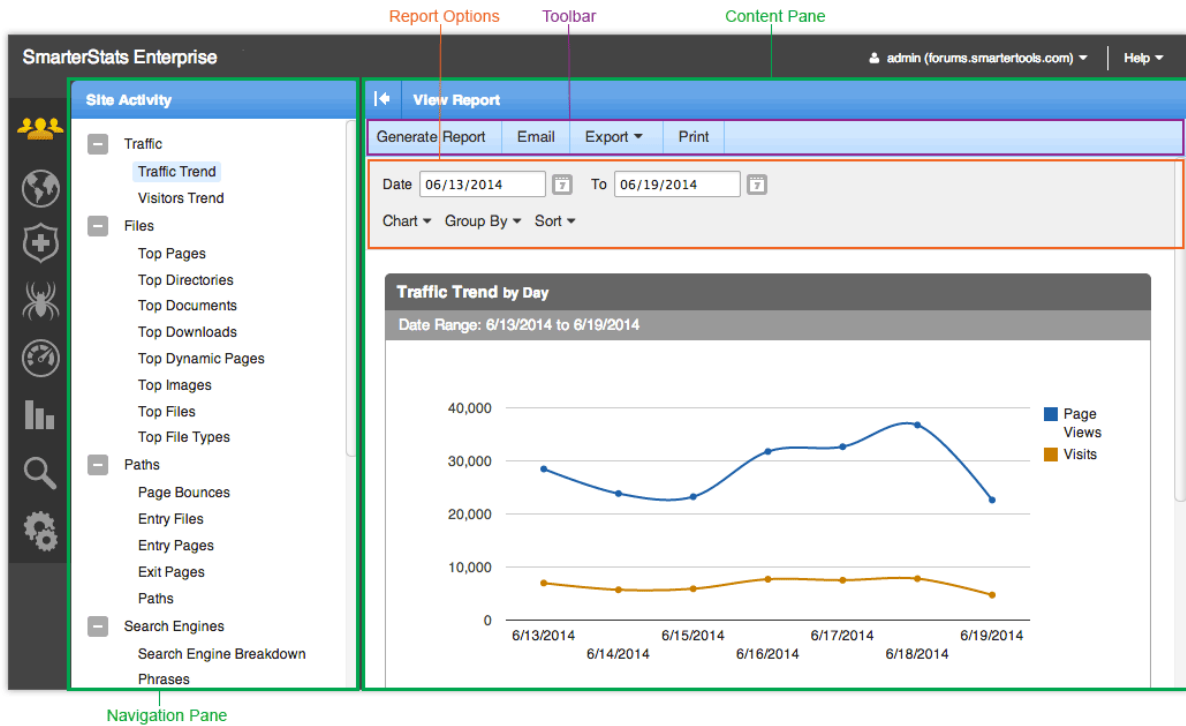 Report Options Toolbar Content Pane
SmarterStats Enterprise
admin (forums.smartertools.com) Help
Site Activity
Traffic
Traffic Trend
Visitors Trend
Files
Top Pages
Top Directories
Top Documents
Top Downloads
Top Dynamic Pages
Top Images
Top Files
Top File Types
Paths
Page Bounces
Entry Files
Entry Pages
Exit Pages
Paths
Search Engines
Search Engine Breakdown
Phrases
Navigation Pane
View Report
Generate Report Email Export Print
Date 06/13/2014 7 To 06/19/2014 7
Chart Group By Sort
Traffic Trend by Day
Date Range: 6/13/2014 to 6/19/2014
40,000
30,000
20,000
10,000
0
6/13/2014 6/15/2014 6/17/2014 6/19/2014
6/14/2014 6/16/2014 6/18/2014
Page
Views
Visits